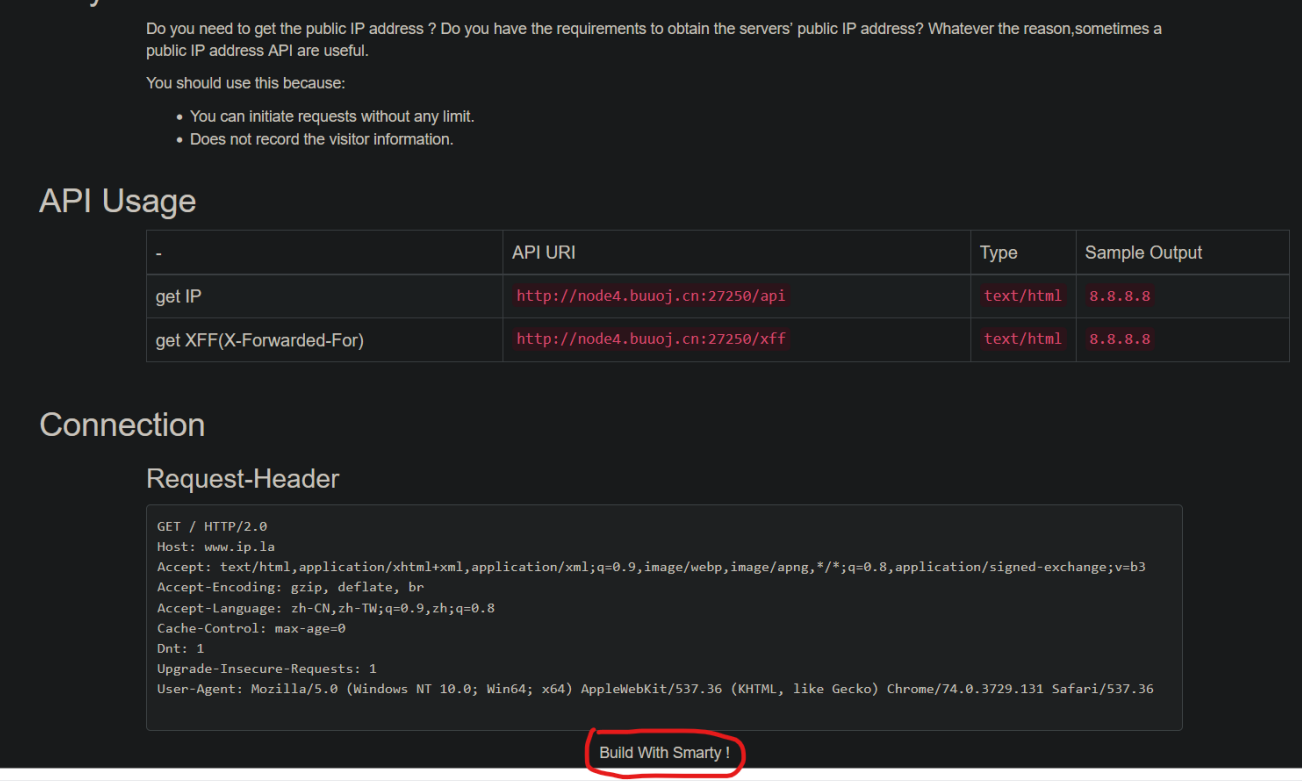 Do you need to get the public IP address ? Do you have the requirements to obtain the servers' public IP address? Whatever the reason,sometimes a
public IP address API are useful.
You should use this because:
• You can initiate requests without any limit.
• Does not record the visitor information.
API Usage
- API URI Type Sample Output
get IP http://node4.buuoj.cn:27250/api text/html 8.8.8.8
get XFF(X-Forwarded-For) http://node4.buuoj.cn:27250/xff text/html 8.8.8.8
Connection
Request-Header
GET / HTTP/2.0
Host: www.ip.la
Accept: text/html,application/xhtml+xml,application/xml;q=0.9,image/webp,image/apng,*/*;q=0.8,application/signed-exchange;v=b3
Accept-Encoding: gzip, deflate, br
Accept-Language: zh-CN,zh-TW;q=0.9,zh;q=0.8
Cache-Control: max-age=0
Dnt: 1
Upgrade-Insecure-Requests: 1
User-Agent: Mozilla/5.0 (Windows NT 10.0; Win64; x64) AppleWebKit/537.36 (KHTML, like Gecko) Chrome/74.0.3729.131 Safari/537.36
Build With Smarty !